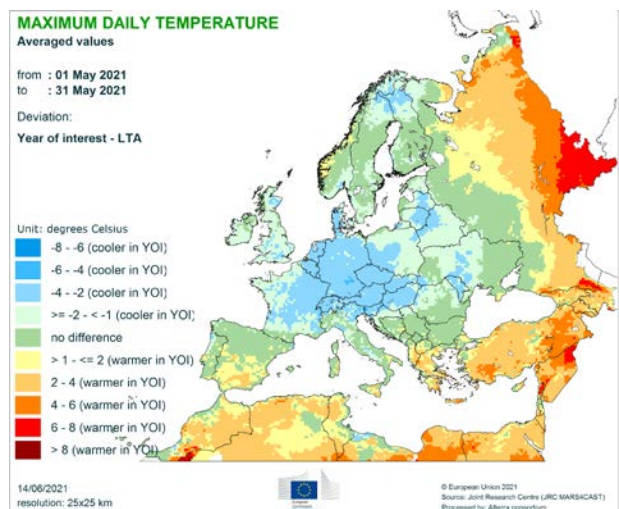 MAXIMUM DAILY TEMPERATURE
Averaged values
from : 01 May 2021
to : 31 May 2021
Deviation:
Year of interest - LTA
Unit: degrees Celsius
-8 - -6 (cooler in YOI)
-6 - -4 (cooler in YOI)
-4 - -2 (cooler in YOI)
>= -2 - < -1 (cooler in YOI)
no difference
> 1 - <= 2 (warmer in YOI)
2 - 4 (warmer in YOI)
4 - 6 (warmer in YOI)
6 - 8 (warmer in YOI)
> 8 (warmer in YOI)
14/06/2021
resolution: 25x25 km
© European Union 2021
Source: Joint Research Centre (JRC MARS4CAST)
Processed by: Alterra consortium